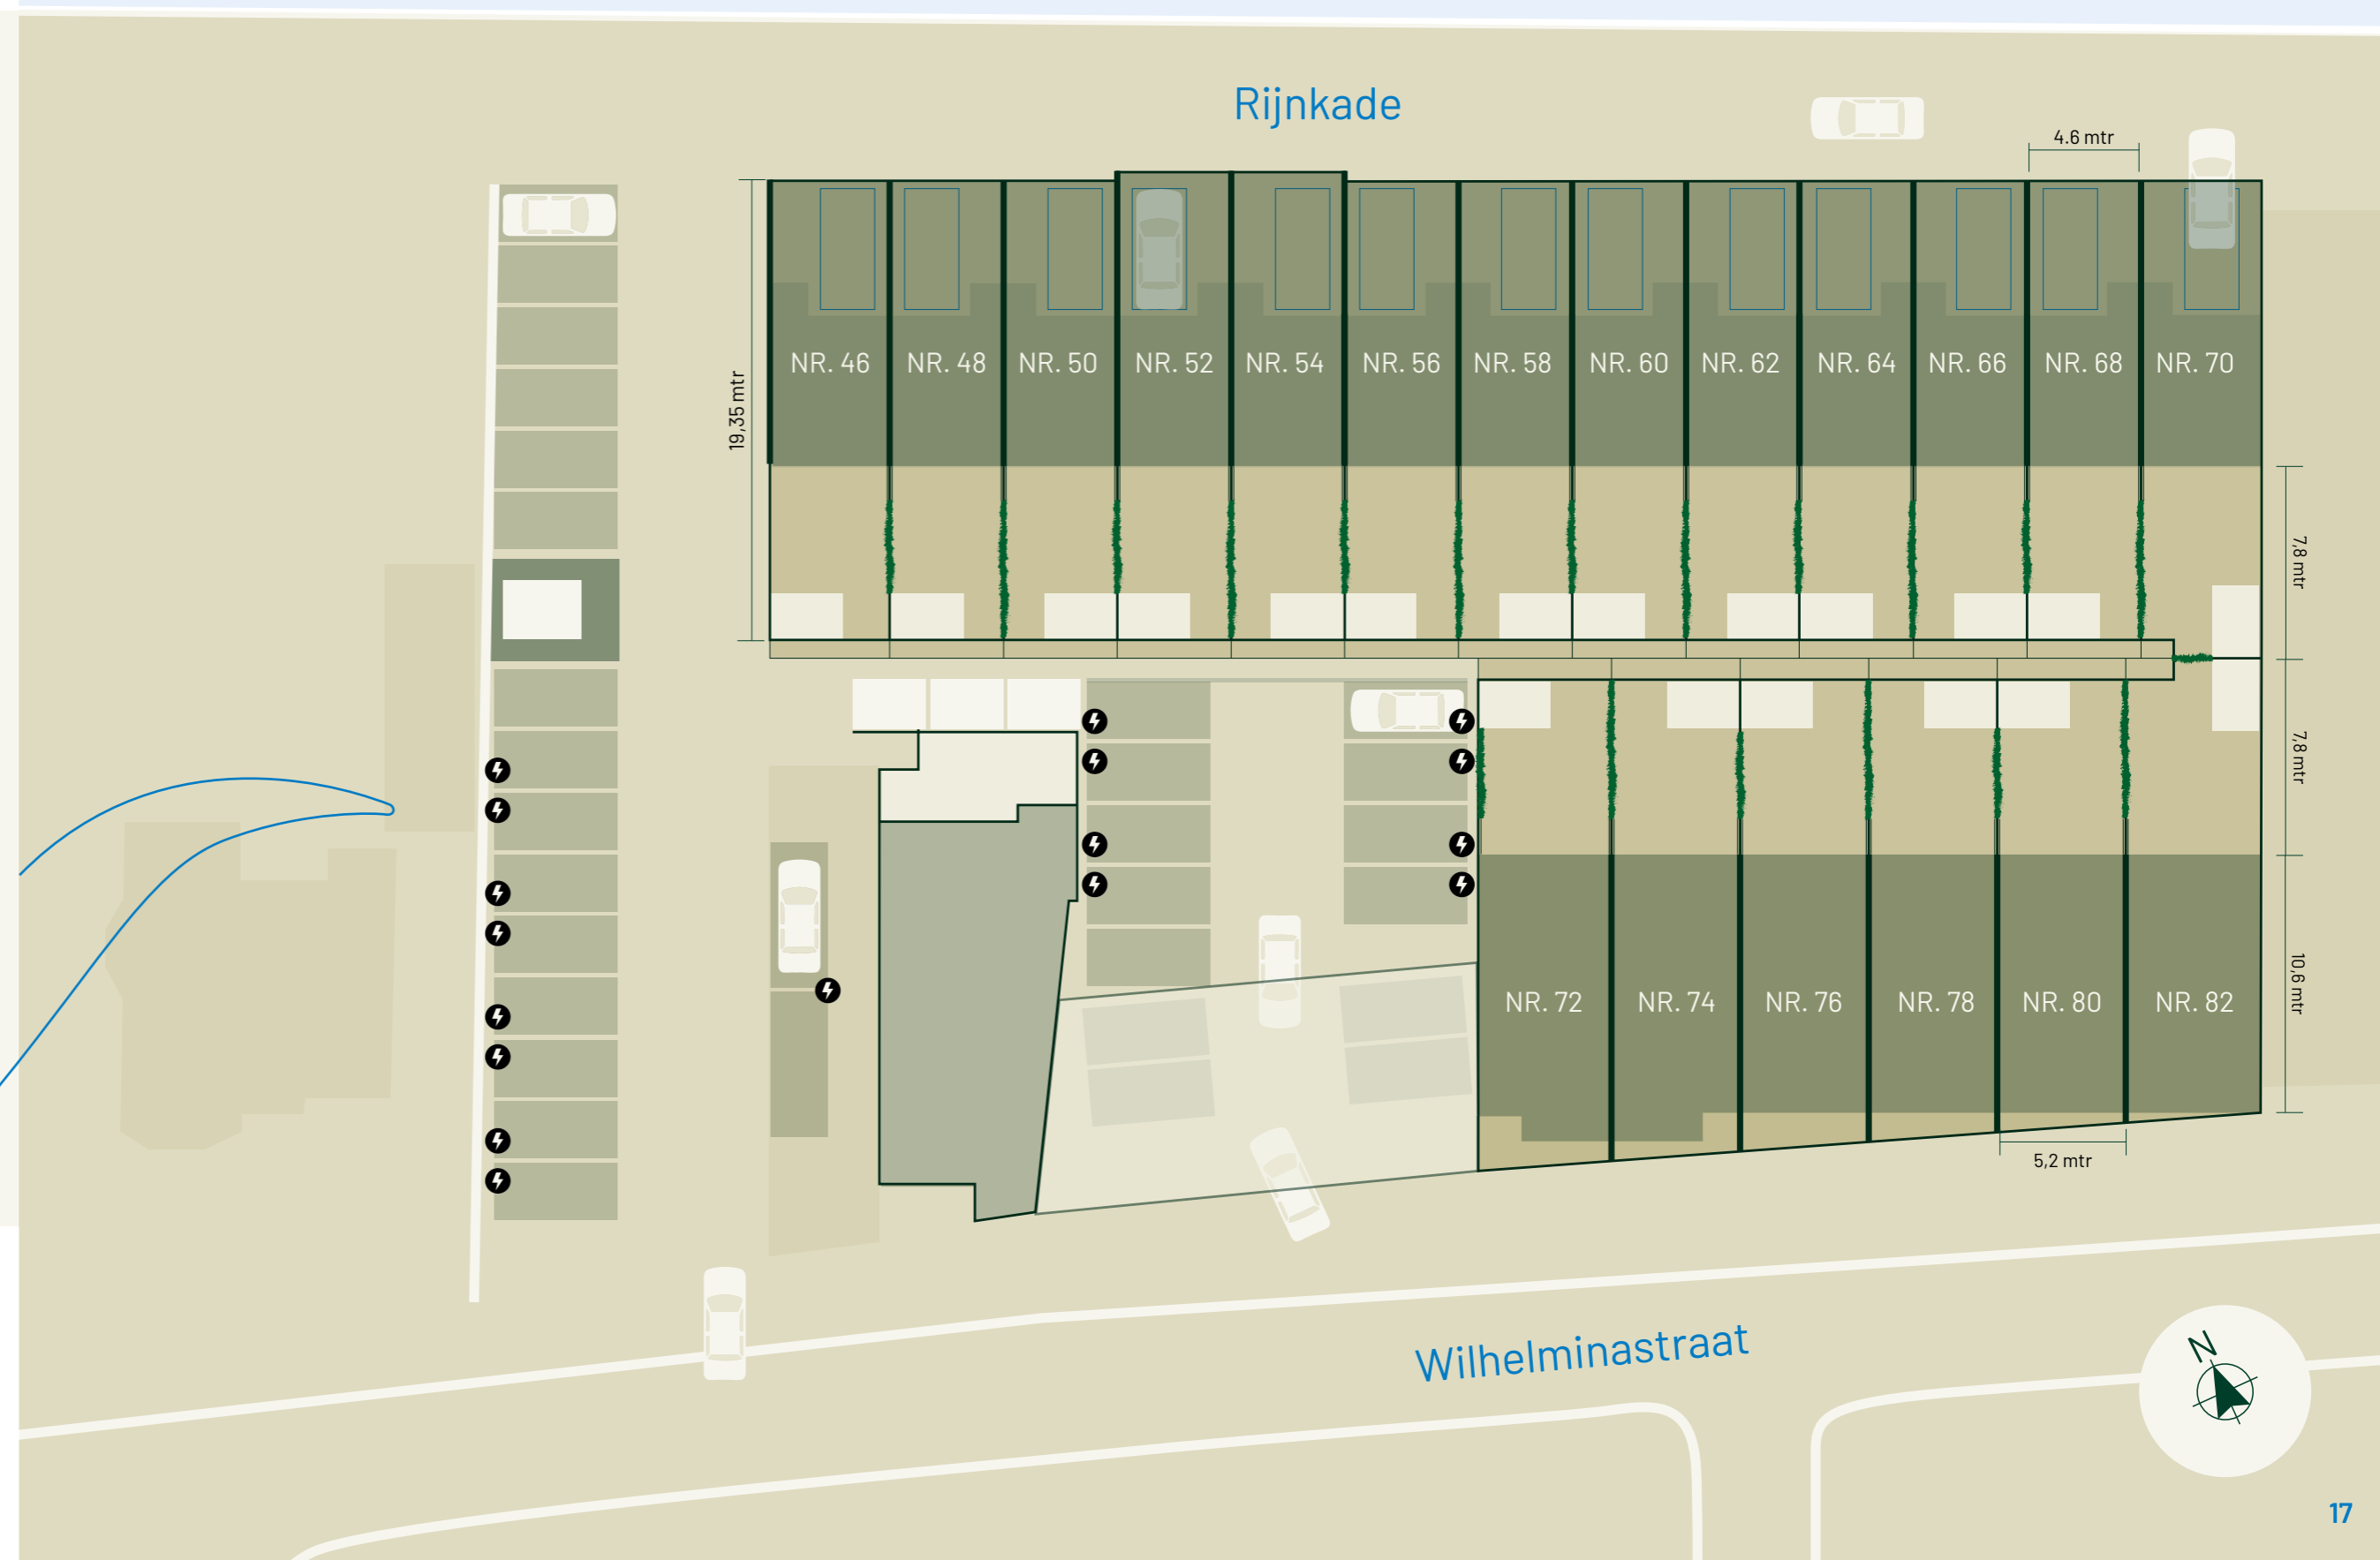 Rijnkade
4.6 mtr
19,35 mtr
NR. 46
NR. 48
NR. 50
NR. 52
NR. 54
NR. 56
NR. 58
NR. 60
NR. 62
NR. 64
NR. 66
NR. 68
NR. 70
7,8 mtr
7,8 mtr
10,6 mtr
NR. 72
NR. 74
NR. 76
NR. 78
NR. 80
NR. 82
5,2 mtr
Wilhelminastraat
N
17